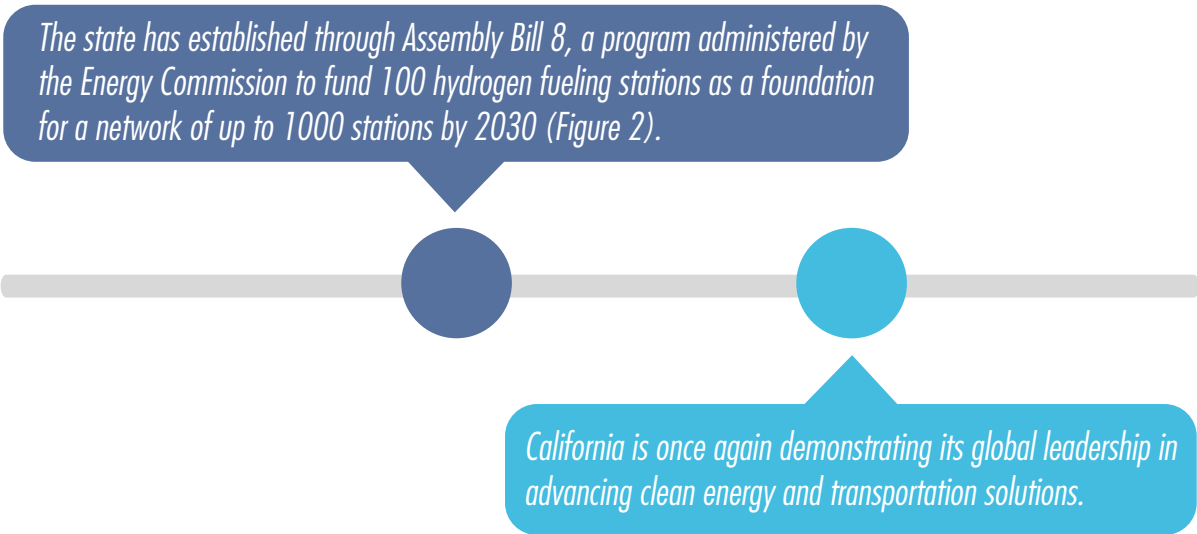 The state has established through Assembly Bill 8, a program administered by
the Energy Commission to fund 100 hydrogen fueling stations as a foundation
for a network of up to 1000 stations by 2030 (Figure 2).
California is once again demonstrating its global leadership in
advancing clean energy and transportation solutions.